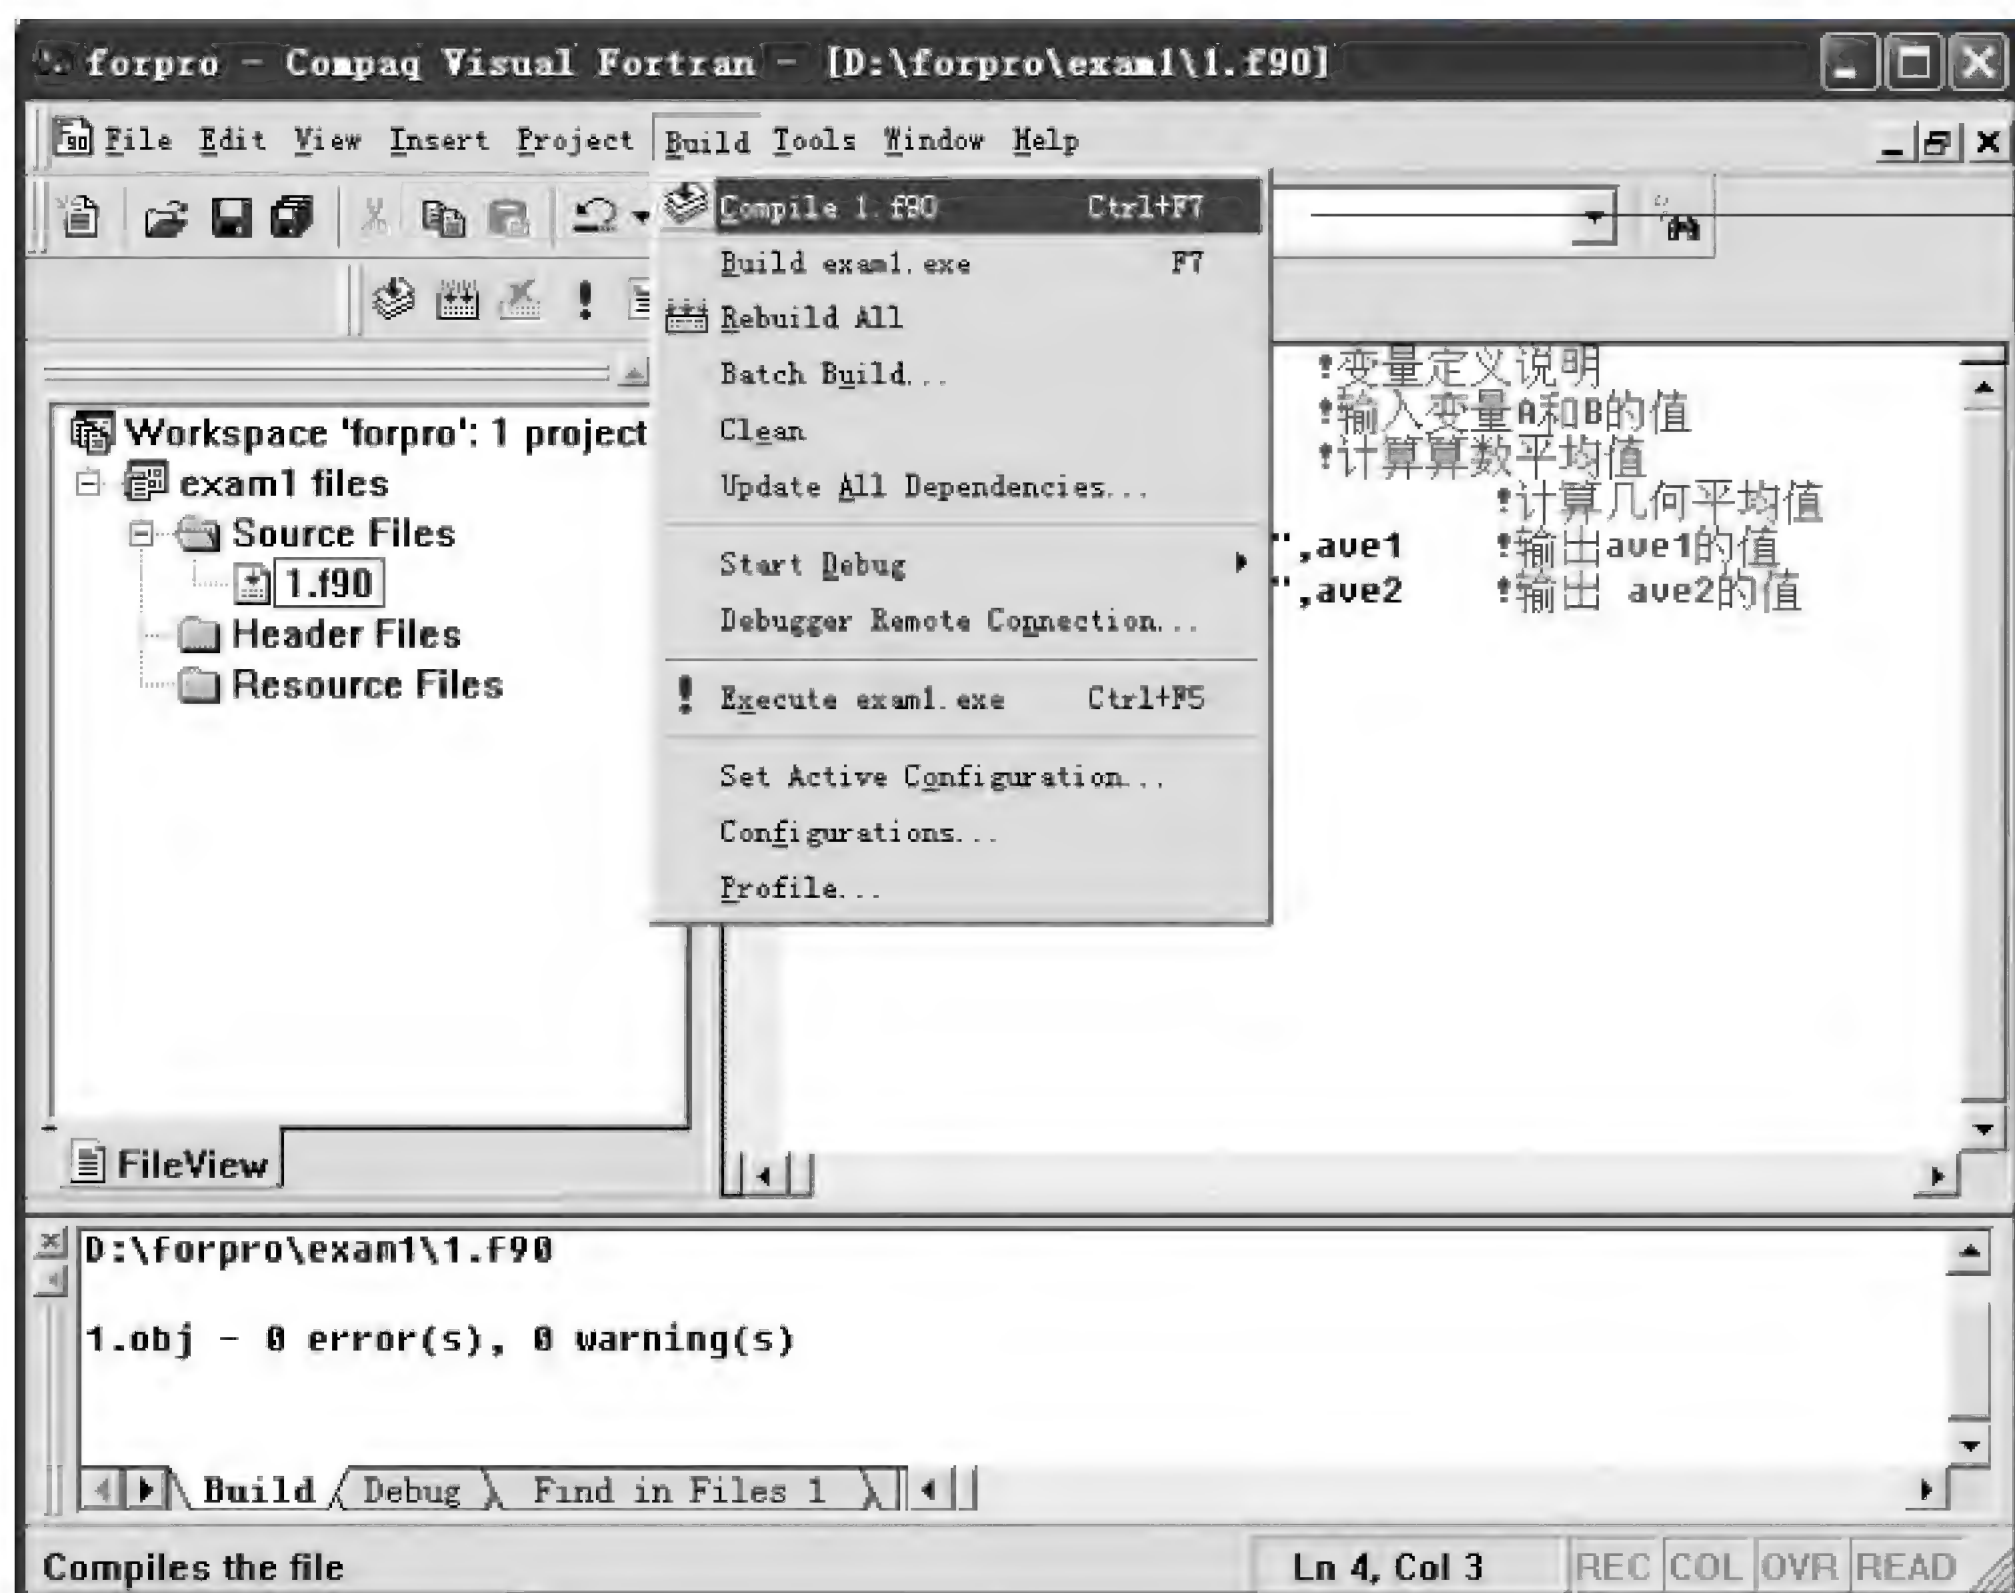 forpro - Compaq Visual Fortran - [D:\forpro\exam1\1.f90]
File Edit View Insert Project Build Tools Window Help
Compile 1.f90 Ctrl+F7
Build exam1.exe F7
Rebuild All
Batch Build...
Clean
Update All Dependencies...
Start Debug
Debugger Remote Connection...
Execute exam1.exe Ctrl+F5
Set Active Configuration...
Configurations...
Profile...
Workspace 'forpro': 1 project
exam1 files
Source Files
1.f90
Header Files
Resource Files
FileView
!变量定义说明
!输入变量A和B的值
!计算算数平均值
!计算几何平均值
",ave1 !输出ave1的值
",ave2 !输出 ave2的值
D:\forpro\exam1\1.f90
1.obj - 0 error(s), 0 warning(s)
Build Debug Find in Files 1
Compiles the file Ln 4, Col 3 REC COL OVR READ